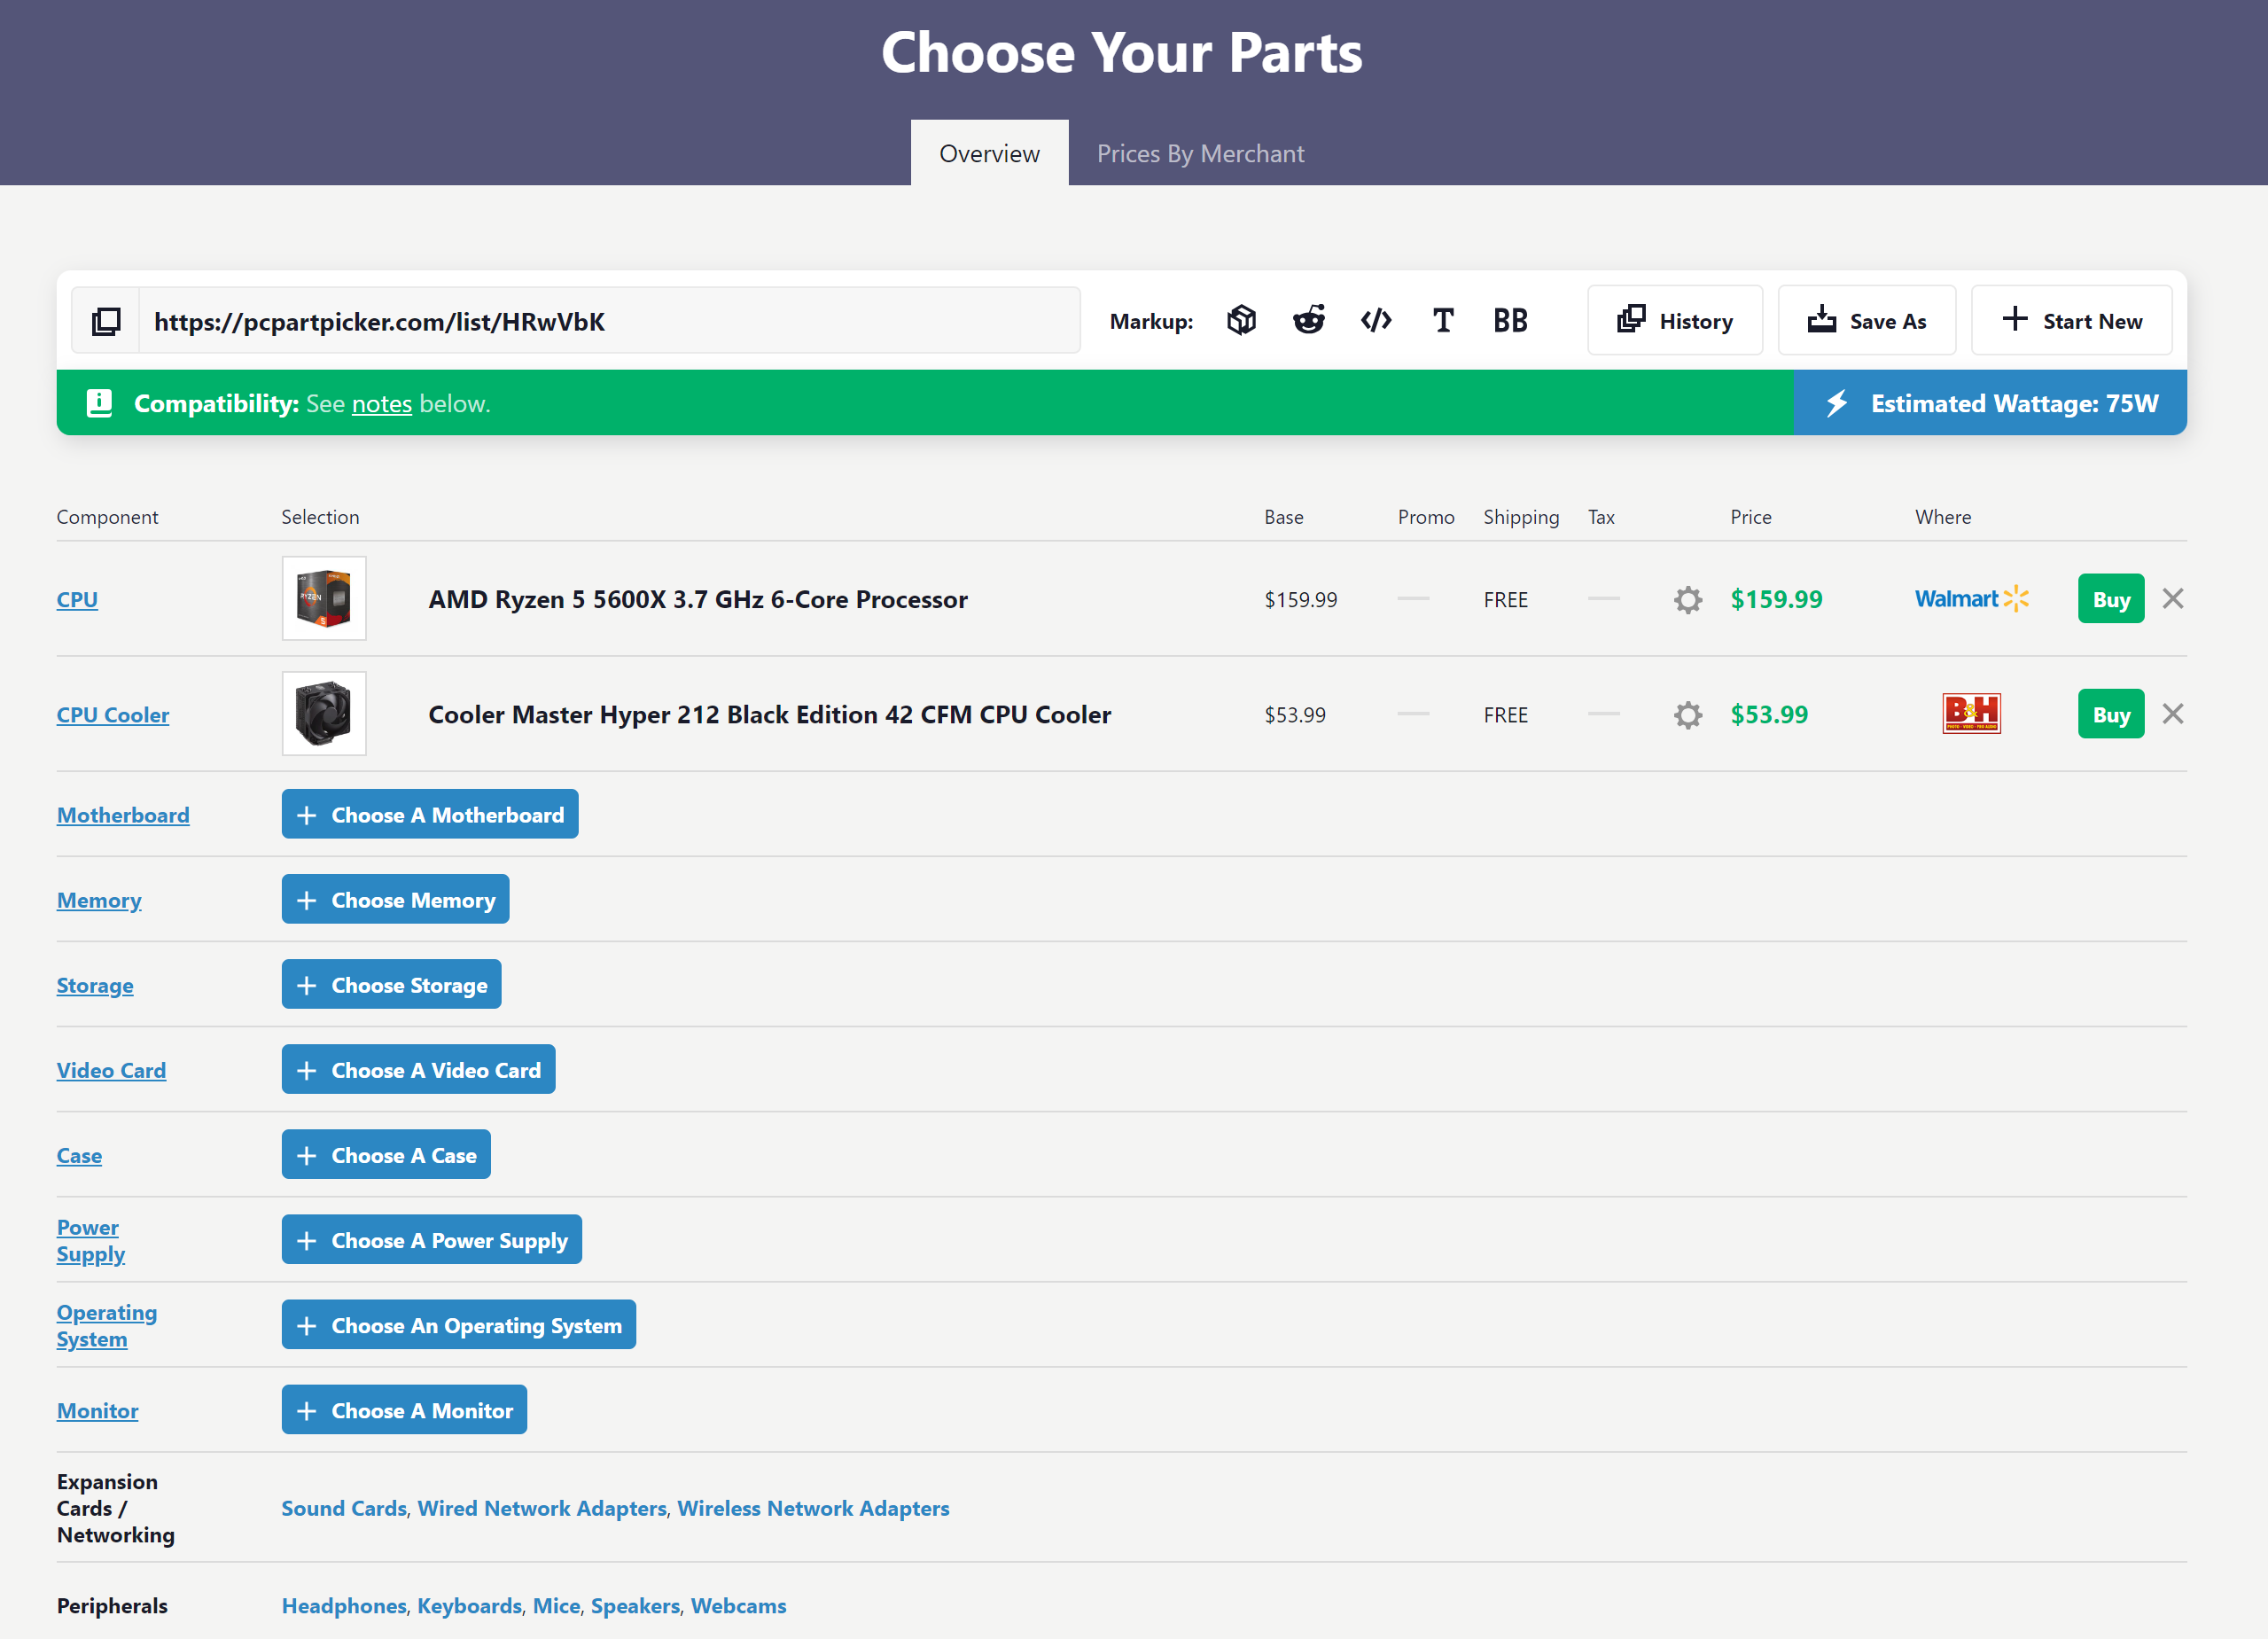 Choose Your Parts
Overview
Prices By Merchant
https://pcpartpicker.com/list/HRwVbK
Markup:
T
BB
History
Save As
Start New
Compatibility: See notes below.
Estimated Wattage: 75W
Component Selection Base Promo Shipping Tax Price Where
CPU
RYZEN
5
AMD Ryzen 5 5600X 3.7 GHz 6-Core Processor $159.99 — FREE — $159.99 Walmart Buy
CPU Cooler
Cooler Master Hyper 212 Black Edition 42 CFM CPU Cooler $53.99 — FREE — $53.99 B&H Buy
PHOTO · VIDEO · PRO AUDIO
Motherboard Choose A Motherboard
Memory Choose Memory
Storage Choose Storage
Video Card Choose A Video Card
Case Choose A Case
Power
Supply
Choose A Power Supply
Operating
System
Choose An Operating System
Monitor Choose A Monitor
Expansion
Cards /
Networking
Sound Cards, Wired Network Adapters, Wireless Network Adapters
Peripherals Headphones, Keyboards, Mice, Speakers, Webcams